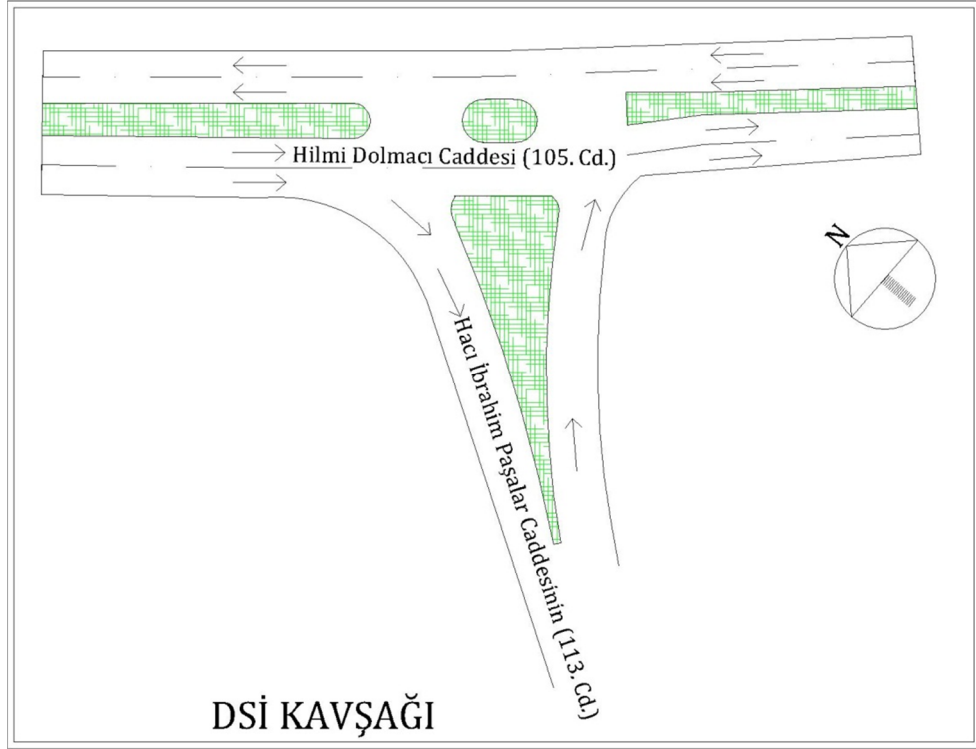 Hilmi Dolmacı Caddesi (105. Cd.)
N
Hacı İbrahim Paşalar Caddesinin (113. Cd.)
DSİ KAVŞAĞI